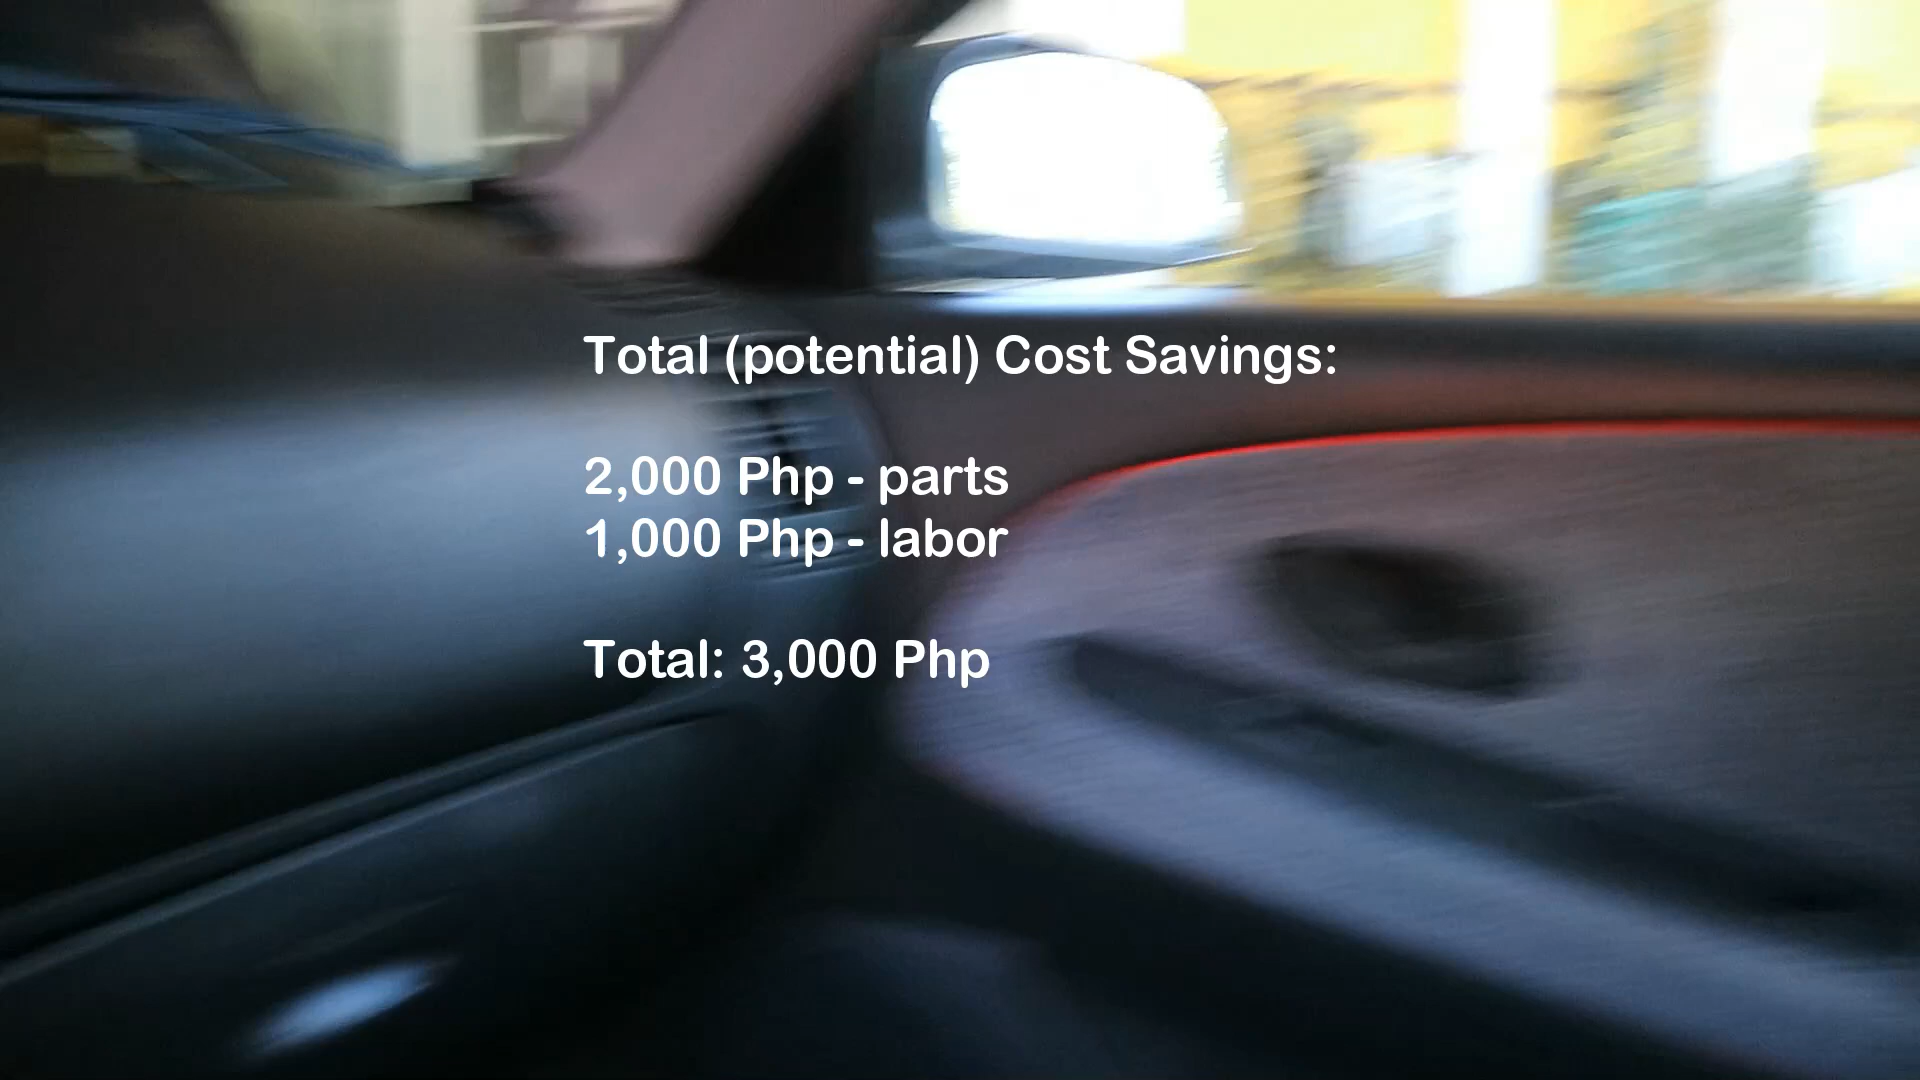 Total (potential) Cost Savings:
2,000 Php - parts
1,000 Php - labor
Total: 3,000 Php